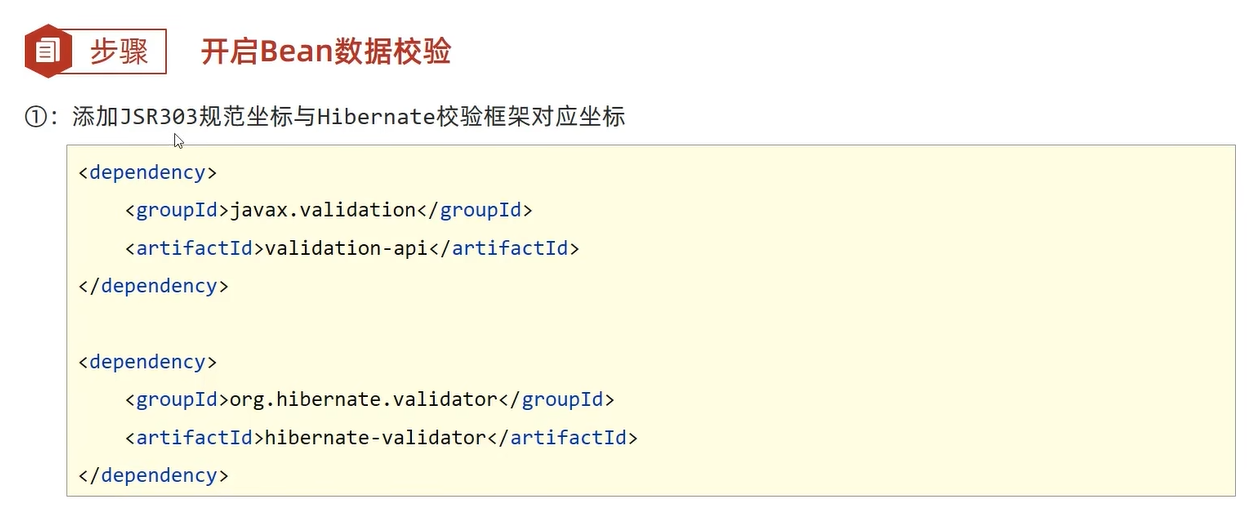 步骤 开启Bean数据校验
①：添加JSR303规范坐标与Hibernate校验框架对应坐标
<dependency>
    <groupId>javax.validation</groupId>
    <artifactId>validation-api</artifactId>
</dependency>
<dependency>
    <groupId>org.hibernate.validator</groupId>
    <artifactId>hibernate-validator</artifactId>
</dependency>